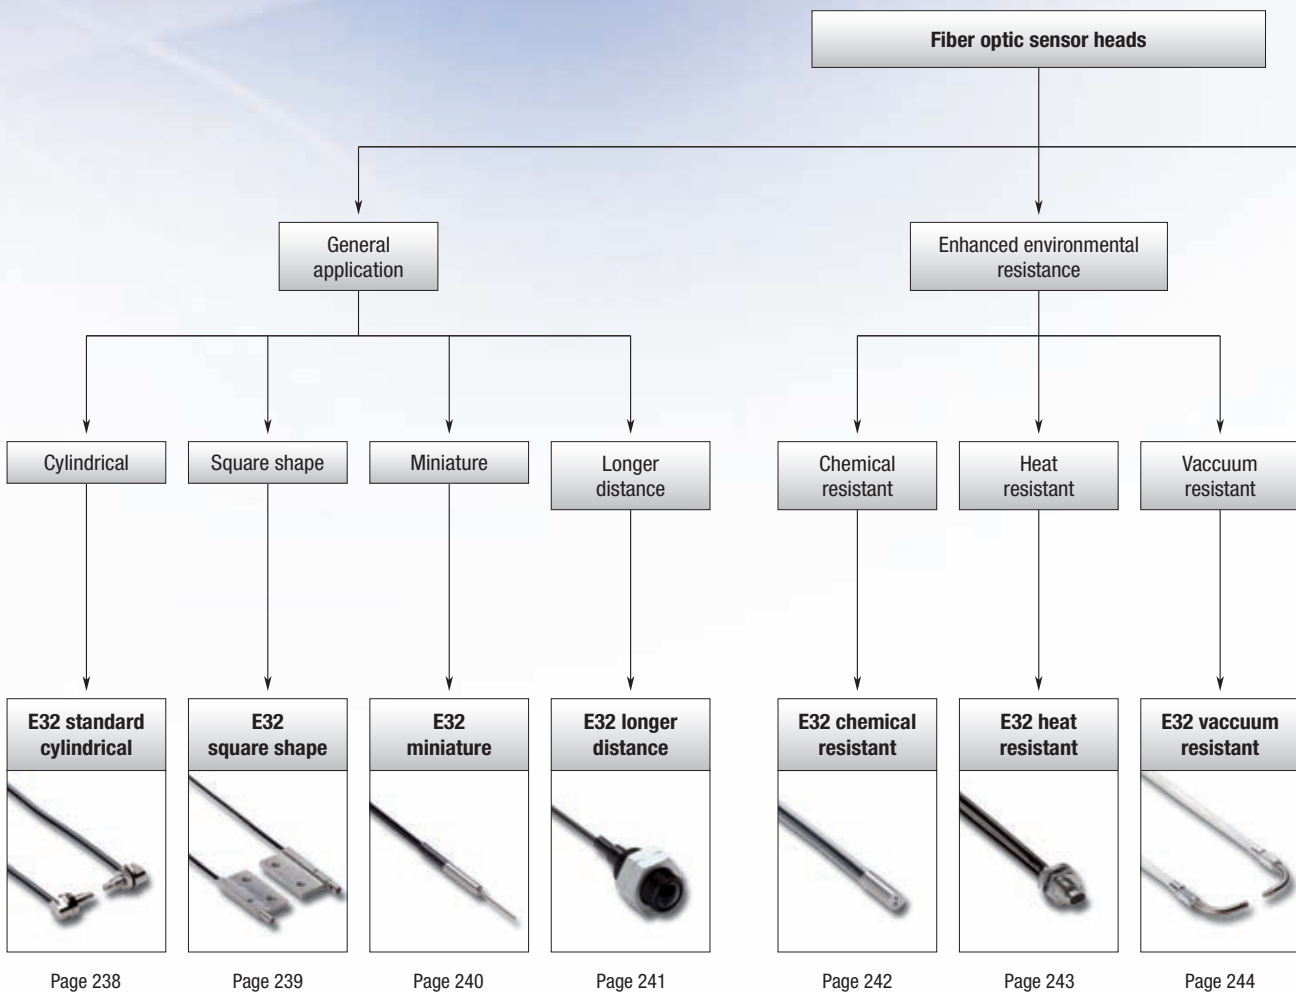 Fiber optic sensor heads
General
application
Enhanced environmental
resistance
Cylindrical
Square shape
Miniature
Longer
distance
Chemical
resistant
Heat
resistant
Vaccuum
resistant
E32 standard
cylindrical
E32
square shape
E32
miniature
E32 longer
distance
E32 chemical
resistant
E32 heat
resistant
E32 vaccuum
resistant
Page 238
Page 239
Page 240
Page 241
Page 242
Page 243
Page 244